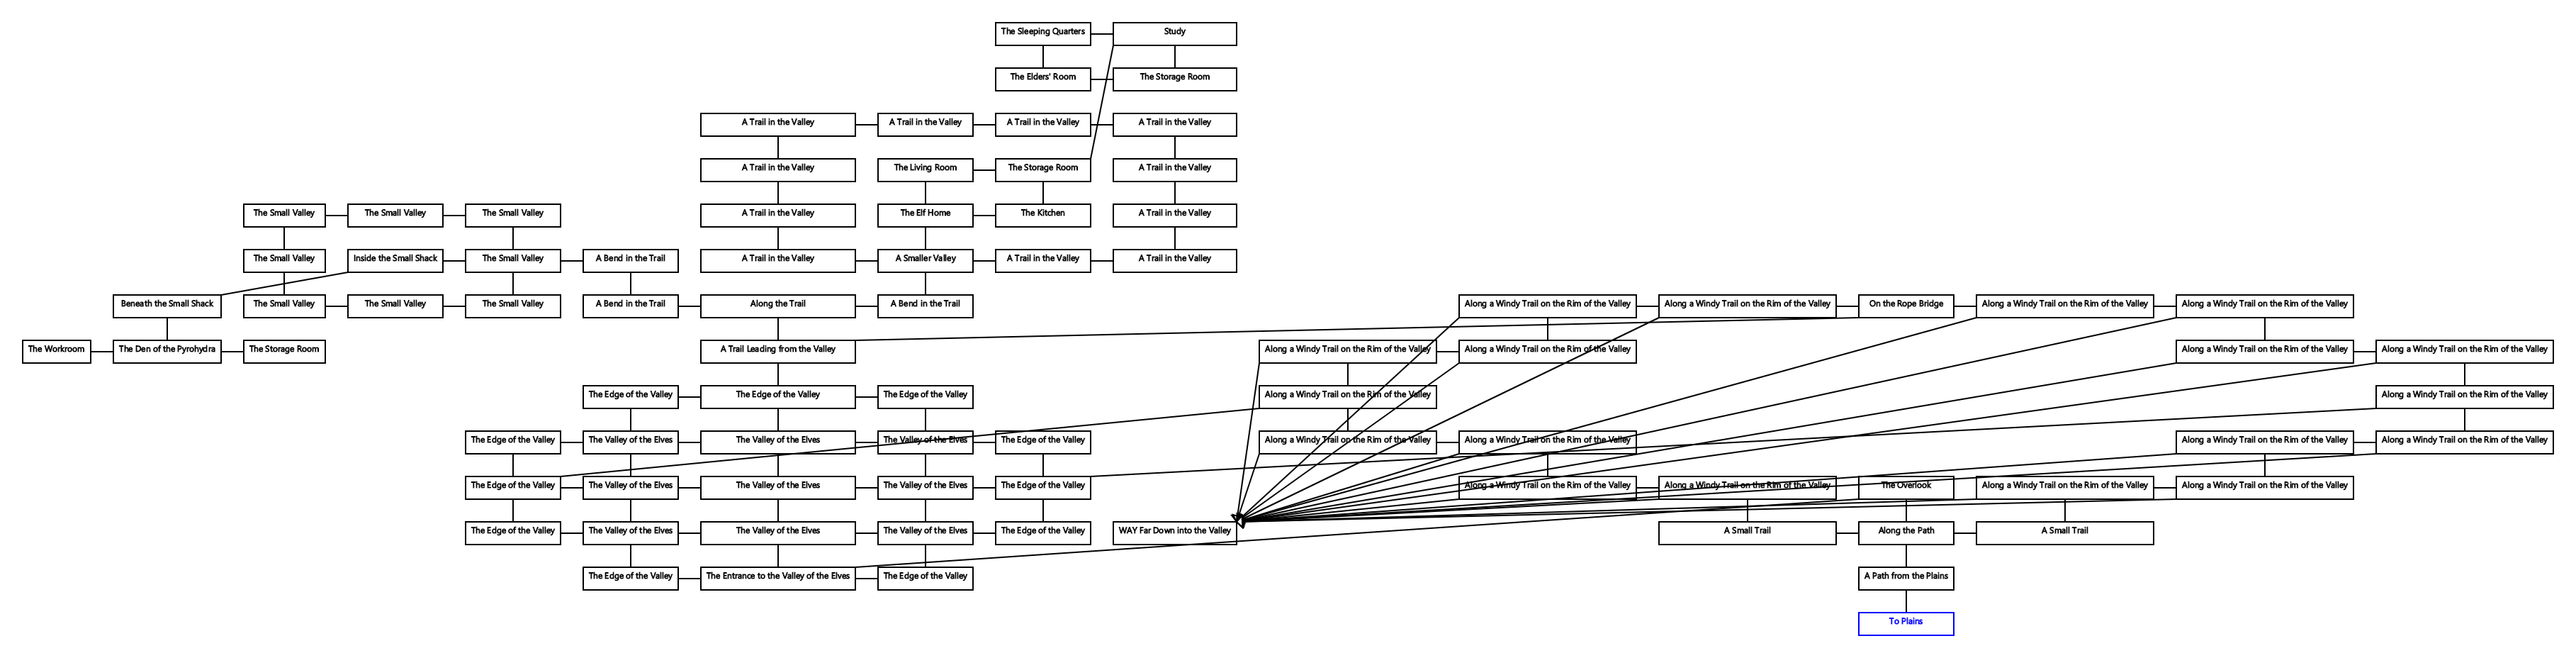 The Sleeping Quarters
Study
The Elders' Room
The Storage Room
A Trail in the Valley
A Trail in the Valley
A Trail in the Valley
A Trail in the Valley
A Trail in the Valley
The Living Room
The Storage Room
A Trail in the Valley
The Small Valley
The Small Valley
The Small Valley
A Trail in the Valley
The Elf Home
The Kitchen
A Trail in the Valley
The Small Valley
Inside the Small Shack
The Small Valley
A Bend in the Trail
A Trail in the Valley
A Smaller Valley
A Trail in the Valley
A Trail in the Valley
Beneath the Small Shack
The Small Valley
The Small Valley
The Small Valley
A Bend in the Trail
Along the Trail
A Bend in the Trail
Along a Windy Trail on the Rim of the Valley
Along a Windy Trail on the Rim of the Valley
On the Rope Bridge
Along a Windy Trail on the Rim of the Valley
Along a Windy Trail on the Rim of the Valley
The Workroom
The Den of the Pyrohydra
The Storage Room
A Trail Leading from the Valley
Along a Windy Trail on the Rim of the Valley
Along a Windy Trail on the Rim of the Valley
Along a Windy Trail on the Rim of the Valley
Along a Windy Trail on the Rim of the Valley
The Edge of the Valley
The Edge of the Valley
The Edge of the Valley
Along a Windy Trail on the Rim of the Valley
Along a Windy Trail on the Rim of the Valley
The Edge of the Valley
The Valley of the Elves
The Valley of the Elves
The Valley of the Elves
The Edge of the Valley
Along a Windy Trail on the Rim of the Valley
Along a Windy Trail on the Rim of the Valley
Along a Windy Trail on the Rim of the Valley
Along a Windy Trail on the Rim of the Valley
The Edge of the Valley
The Valley of the Elves
The Valley of the Elves
The Valley of the Elves
The Edge of the Valley
Along a Windy Trail on the Rim of the Valley
Along a Windy Trail on the Rim of the Valley
The Overlook
Along a Windy Trail on the Rim of the Valley
Along a Windy Trail on the Rim of the Valley
The Edge of the Valley
The Valley of the Elves
The Valley of the Elves
The Valley of the Elves
The Edge of the Valley
WAY Far Down into the Valley
A Small Trail
Along the Path
A Small Trail
The Edge of the Valley
The Entrance to the Valley of the Elves
The Edge of the Valley
A Path from the Plains
To Plains